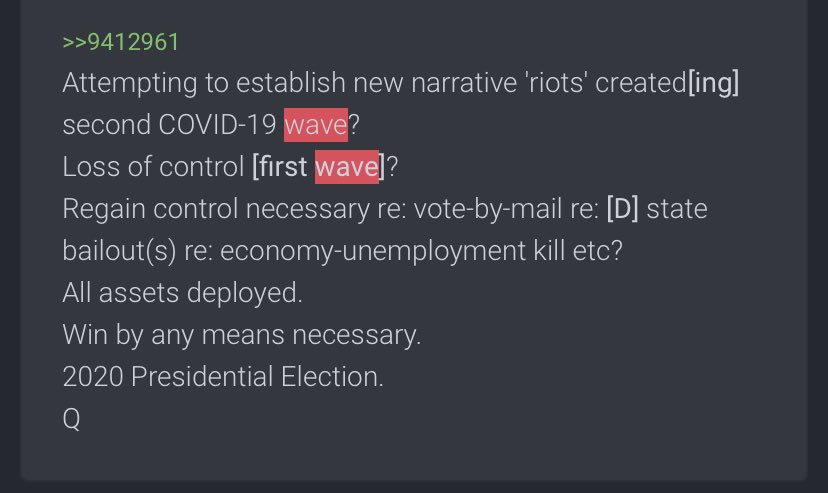 >>9412961
Attempting to establish new narrative 'riots' created[ing]
second COVID-19 wave?
Loss of control [first wave]?
Regain control necessary re: vote-by-mail re: [D] state
bailout(s) re: economy-unemployment kill etc?
All assets deployed.
Win by any means necessary.
2020 Presidential Election.
Q